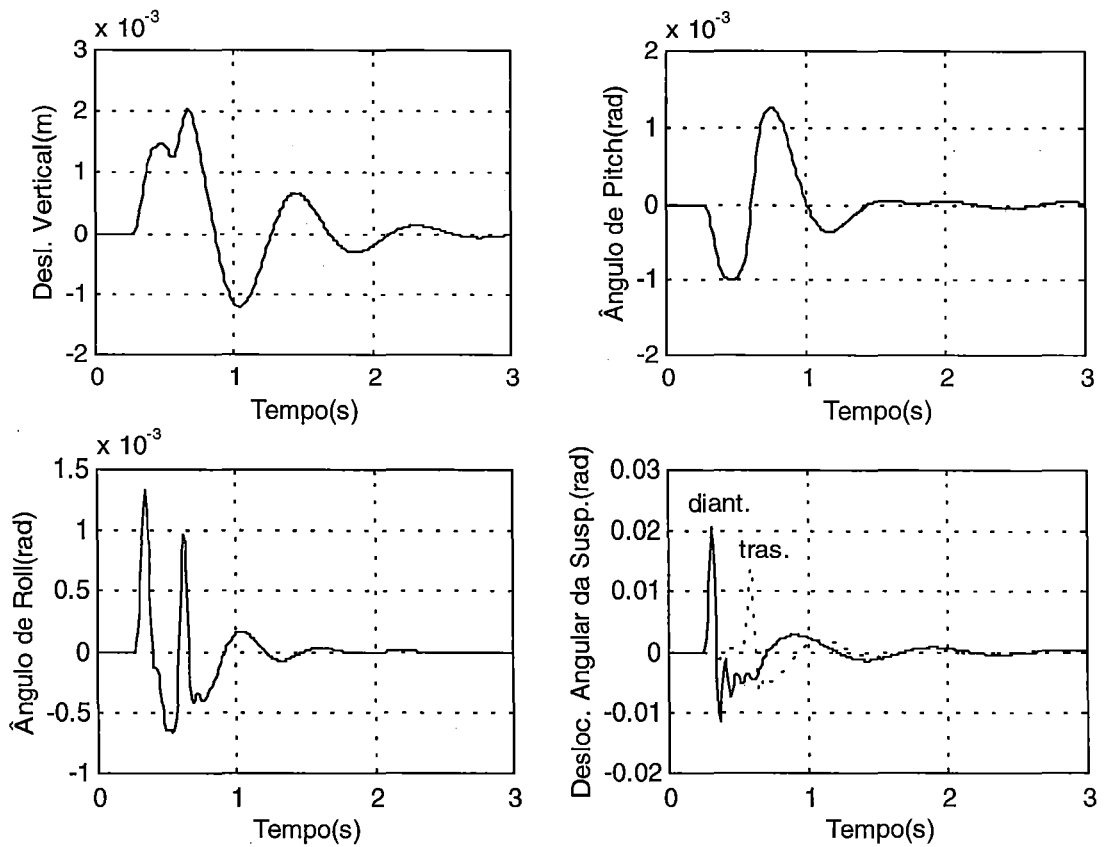 x 10⁻³
3
2
1
0
-1
-2
0 1 2 3
Desl. Vertical(m)
Tempo(s)
x 10⁻³
2
1
0
-1
-2
0 1 2 3
Ângulo de Pitch(rad)
Tempo(s)
x 10⁻³
1.5
1
0.5
0
-0.5
-1
0 1 2 3
Ângulo de Roll(rad)
Tempo(s)
0.03
0.02
0.01
0
-0.01
-0.02
0 1 2 3
diant.
tras.
Desloc. Angular da Susp.(rad)
Tempo(s)